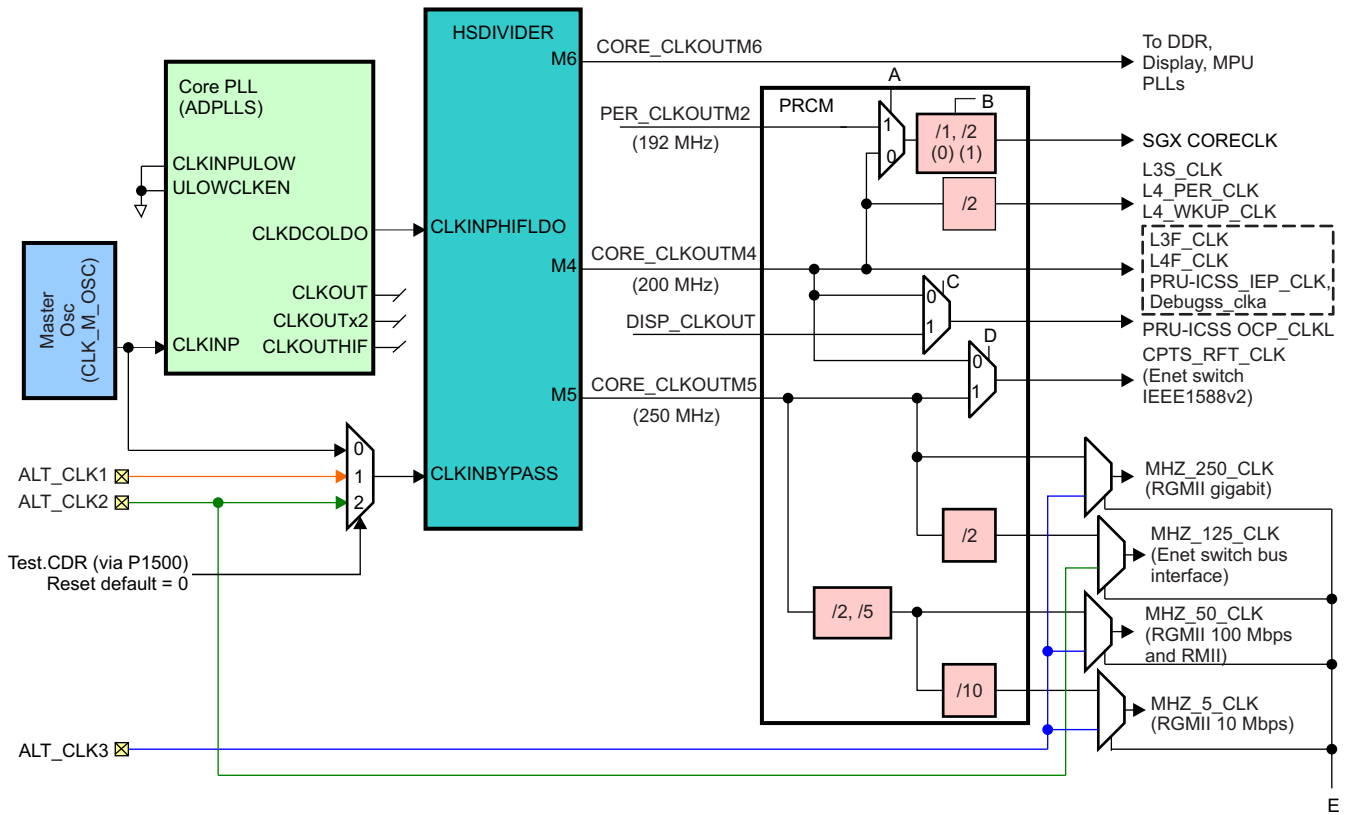 HSDIVIDER
Core PLL
(ADPLLS)
CLKINPULOW
ULOWCLKEN
CLKDCOLDO
CLKOUT
CLKOUTx2
CLKOUTHIF
CLKINP
Master
Osc
(CLK_M_OSC)
M6
CLKINPHIFLDO
M4
M5
CLKINBYPASS
0
1
2
ALT_CLK1
ALT_CLK2
Test.CDR (via P1500)
Reset default = 0
ALT_CLK3
CORE_CLKOUTM6
PER_CLKOUTM2
(192 MHz)
CORE_CLKOUTM4
(200 MHz)
DISP_CLKOUT
CORE_CLKOUTM5
(250 MHz)
PRCM
A
1
0
B
/1, /2
(0) (1)
/2
C
0
1
D
0
1
/2
/2, /5
/10
To DDR,
Display, MPU
PLLs
SGX CORECLK
L3S_CLK
L4_PER_CLK
L4_WKUP_CLK
L3F_CLK
L4F_CLK
PRU-ICSS_IEP_CLK,
Debugss_clka
PRU-ICSS OCP_CLKL
CPTS_RFT_CLK
(Enet switch
IEEE1588v2)
MHZ_250_CLK
(RGMII gigabit)
MHZ_125_CLK
(Enet switch bus
interface)
MHZ_50_CLK
(RGMII 100 Mbps
and RMII)
MHZ_5_CLK
(RGMII 10 Mbps)
E